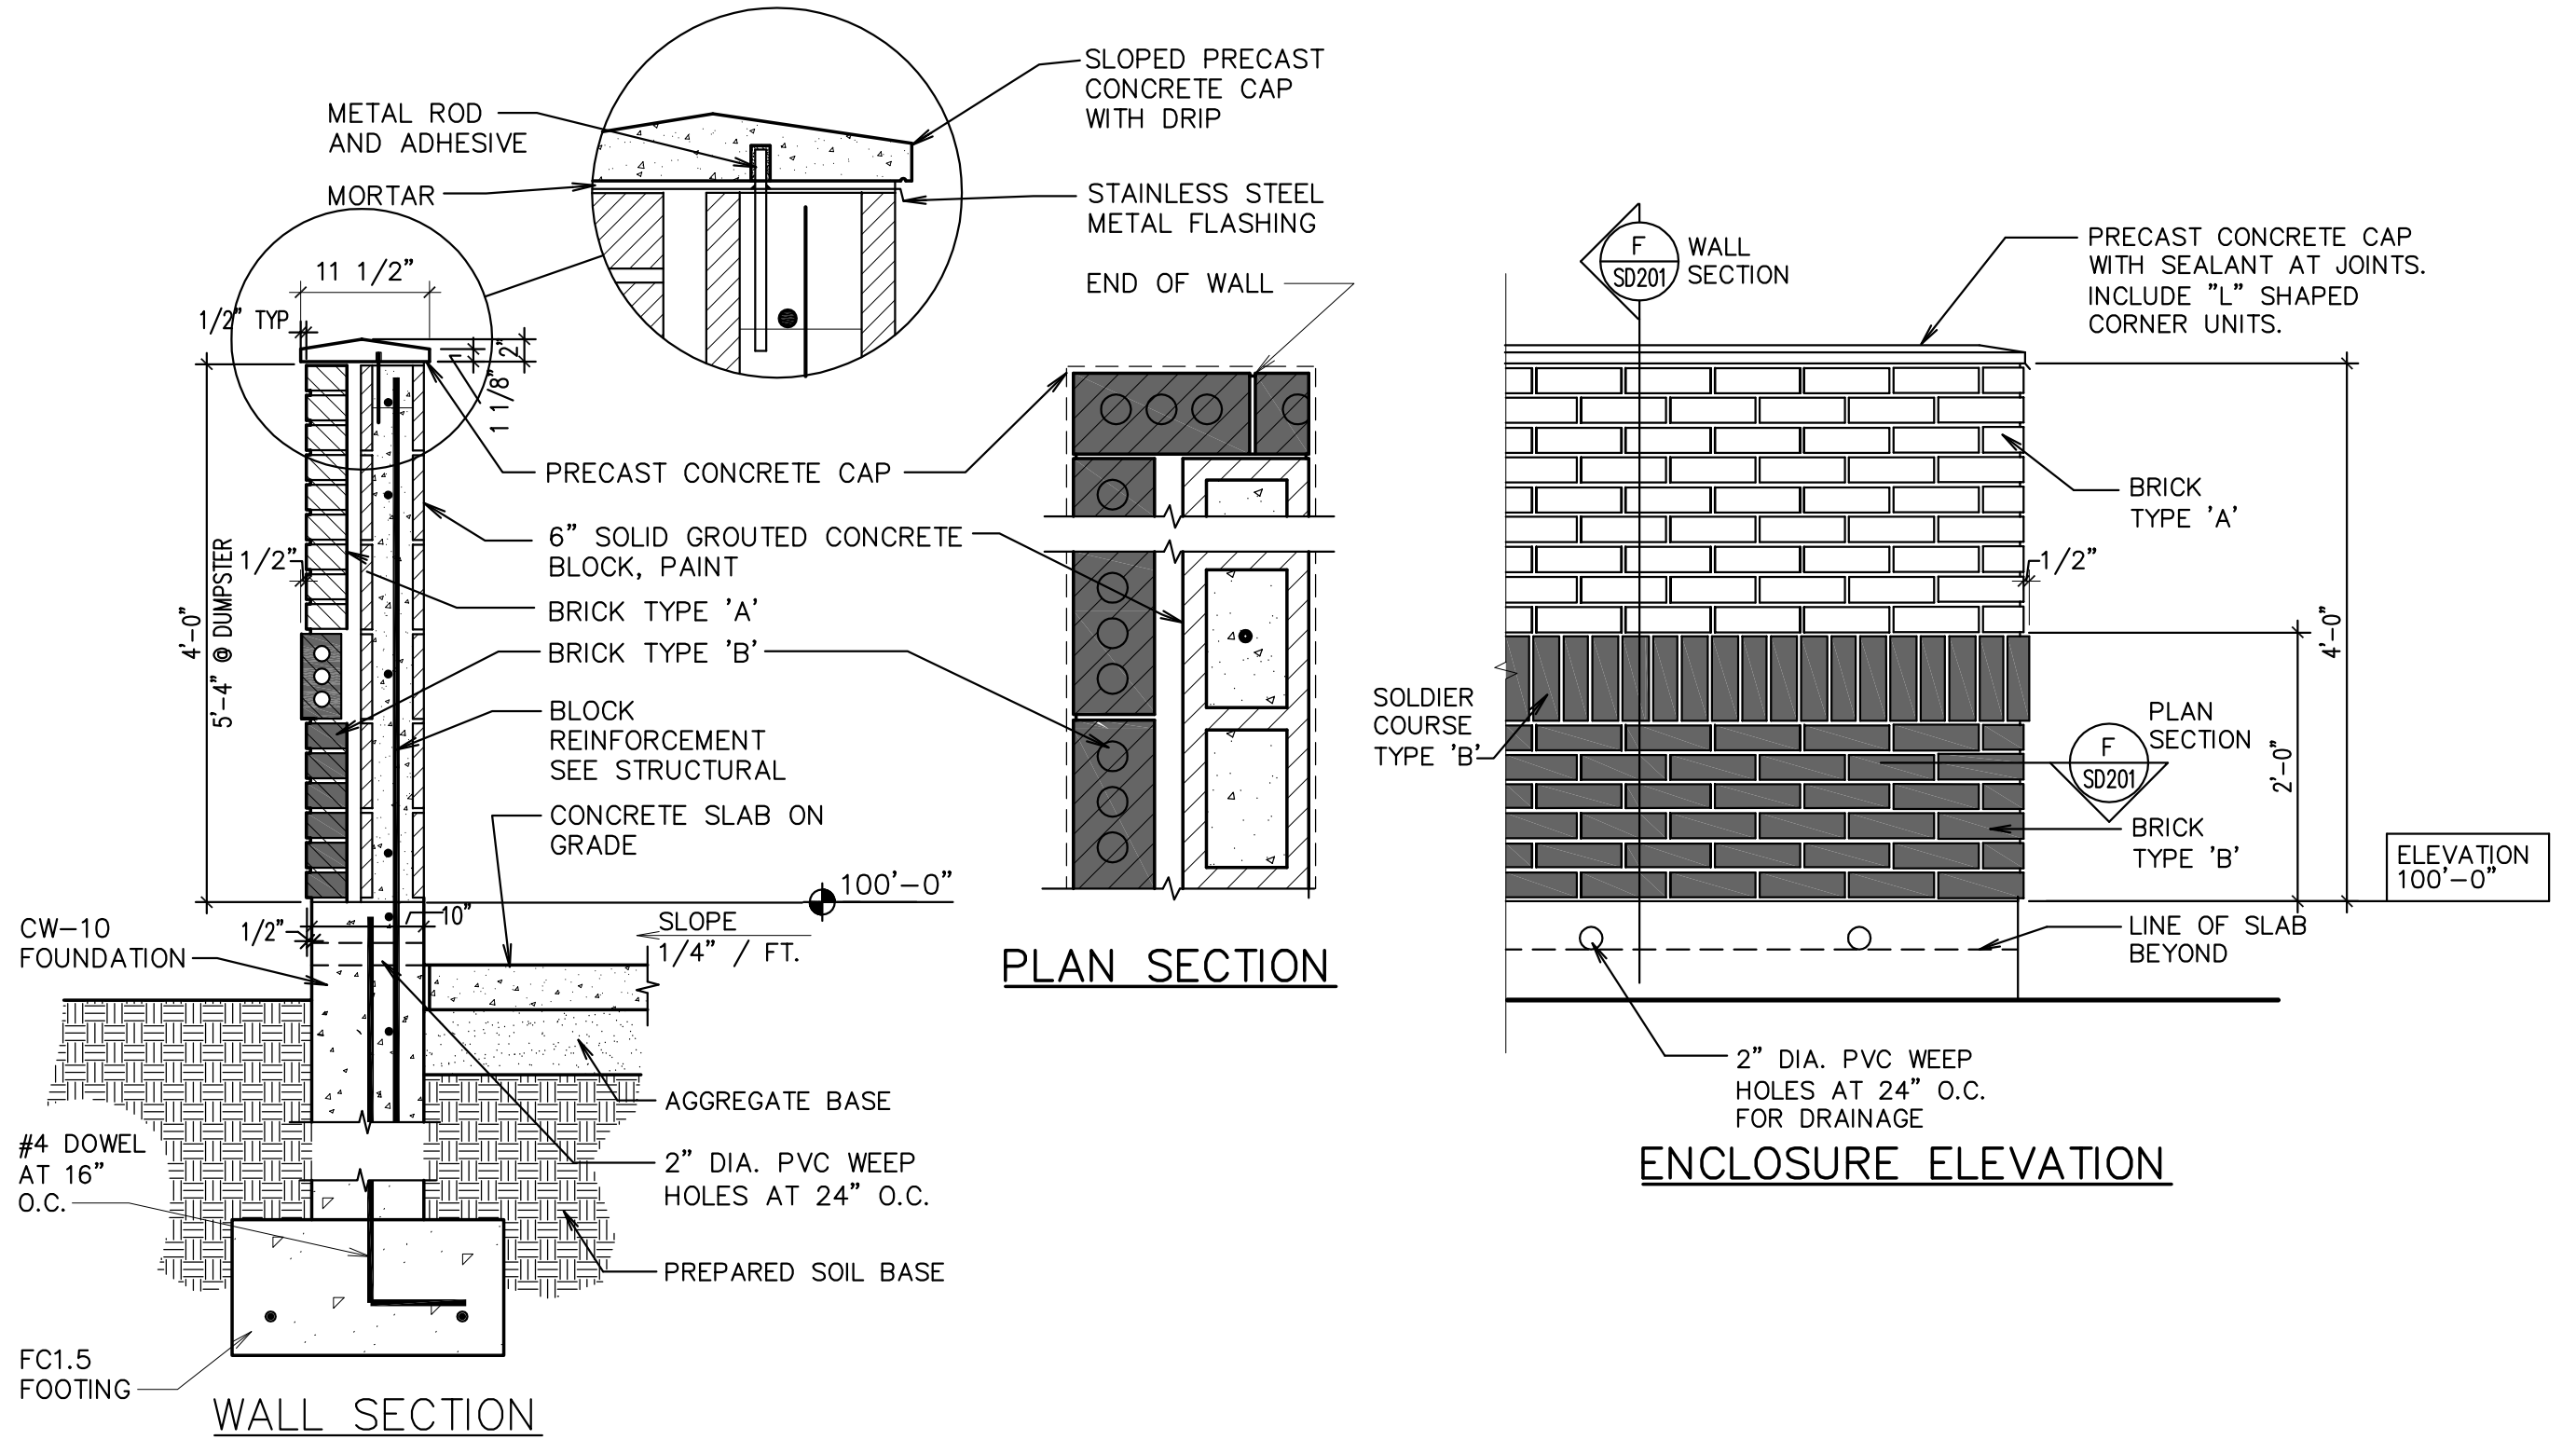 METAL ROD
AND ADHESIVE
MORTAR
SLOPED PRECAST
CONCRETE CAP
WITH DRIP
STAINLESS STEEL
METAL FLASHING
END OF WALL
11 1/2"
1/2" TYP
2"
1 1/8"
PRECAST CONCRETE CAP
6" SOLID GROUTED CONCRETE
BLOCK, PAINT
BRICK TYPE 'A'
BRICK TYPE 'B'
BLOCK
REINFORCEMENT
SEE STRUCTURAL
CONCRETE SLAB ON
GRADE
1/2"
4'-0"
5'-4" @ DUMPSTER
100'-0"
10"
1/2"
SLOPE
1/4" / FT.
CW-10
FOUNDATION
AGGREGATE BASE
#4 DOWEL
AT 16"
O.C.
2" DIA. PVC WEEP
HOLES AT 24" O.C.
PREPARED SOIL BASE
FC1.5
FOOTING
WALL SECTION
PLAN SECTION
F
SD201
WALL
SECTION
PRECAST CONCRETE CAP
WITH SEALANT AT JOINTS.
INCLUDE "L" SHAPED
CORNER UNITS.
BRICK
TYPE 'A'
1/2"
4'-0"
SOLDIER
COURSE
TYPE 'B'
PLAN
SECTION
F
SD201
2'-0"
BRICK
TYPE 'B'
ELEVATION
100'-0"
LINE OF SLAB
BEYOND
2" DIA. PVC WEEP
HOLES AT 24" O.C.
FOR DRAINAGE
ENCLOSURE ELEVATION